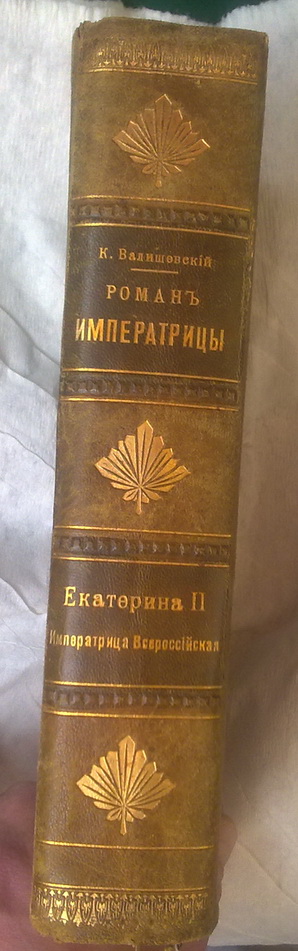 К. Валишевскій
РОМАНЪ
ИМПЕРАТРИЦЫ
Екатерина II
Императрица Всероссійская